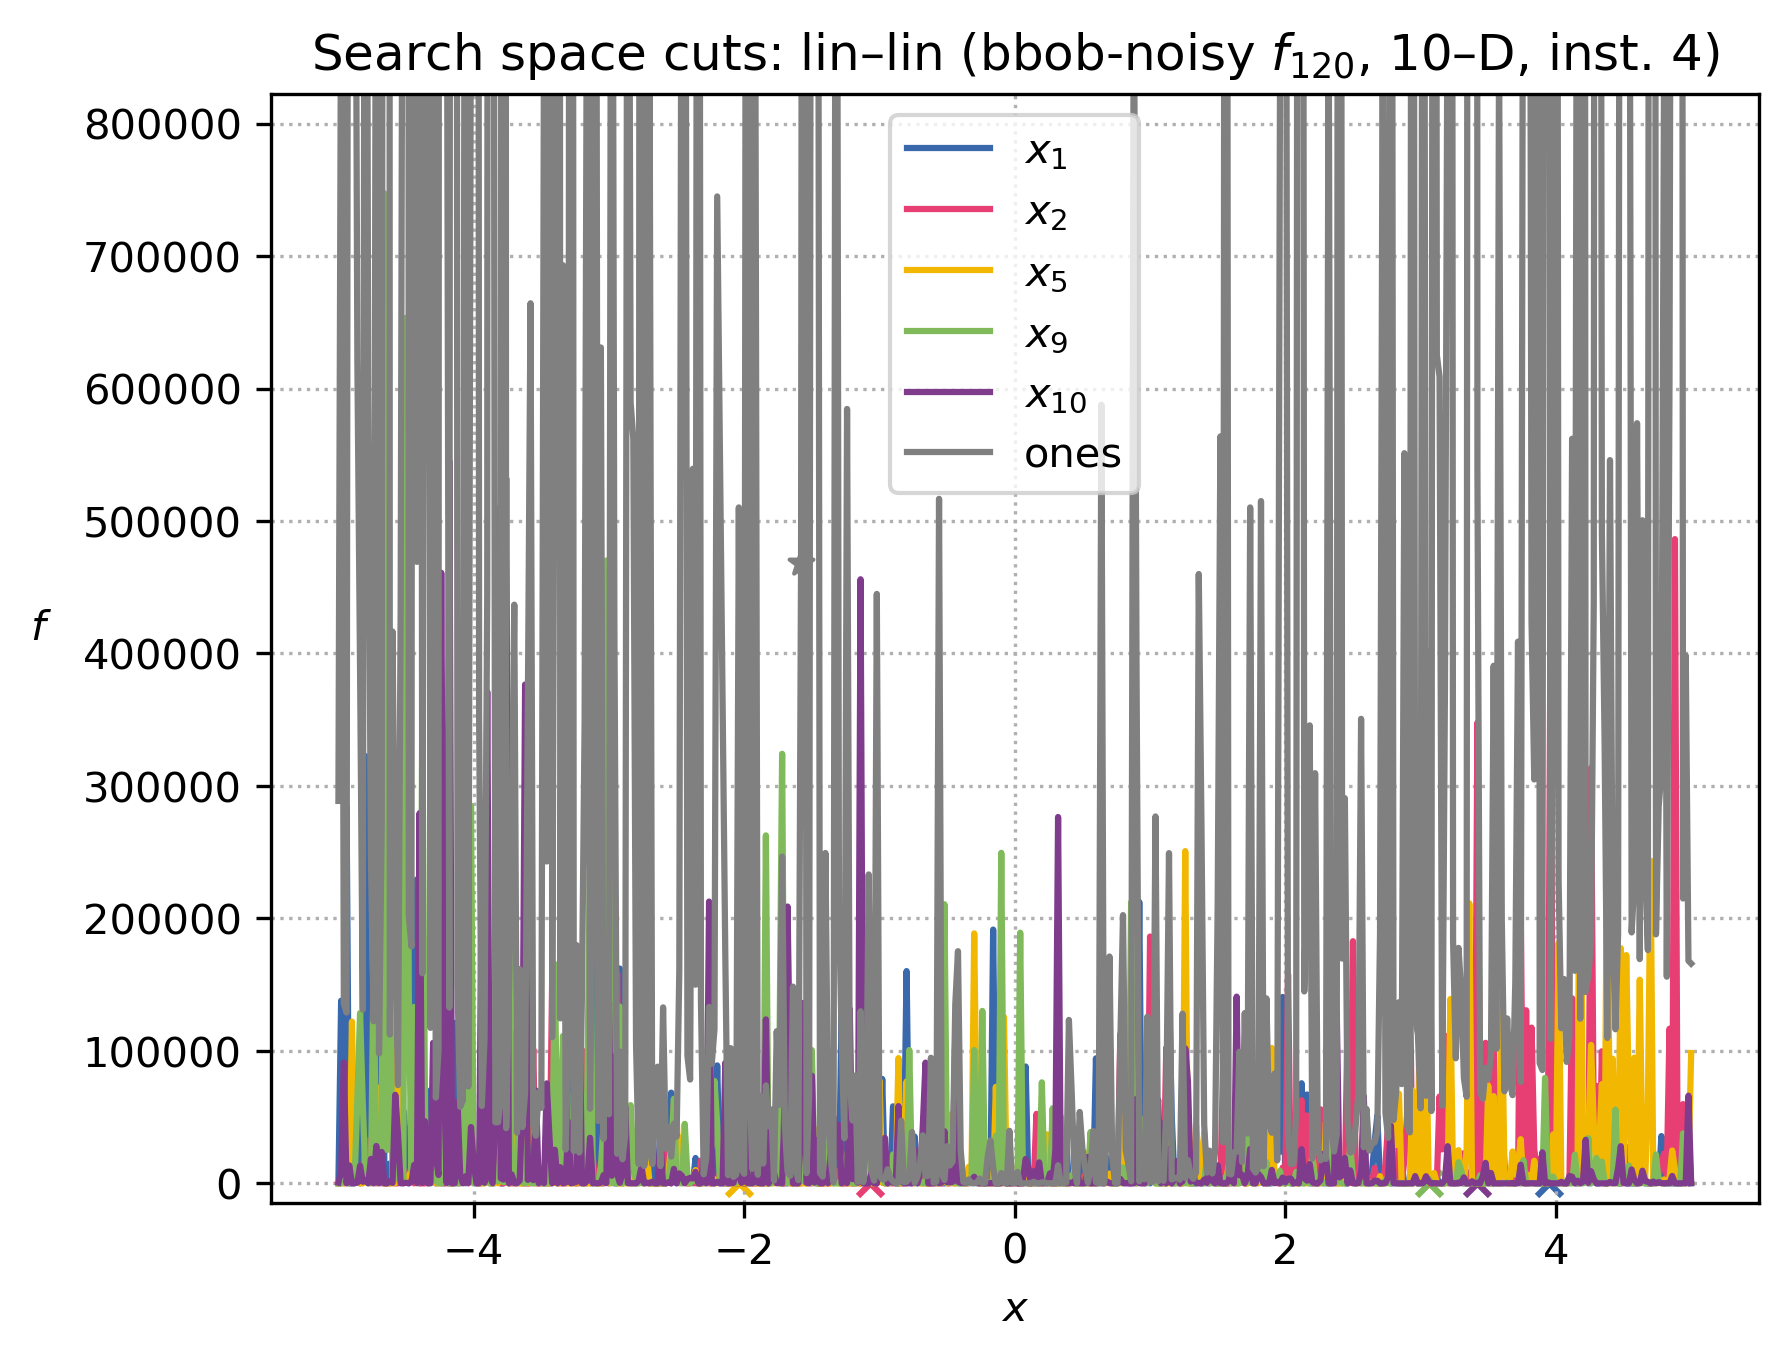 Search space cuts: lin–lin (bbob-noisy f₁₂₀, 10–D, inst. 4)
800000
700000
600000
500000
400000
300000
200000
100000
0
f
x₁
x₂
x₅
x₉
x₁₀
ones
−4 −2 0 2 4
x